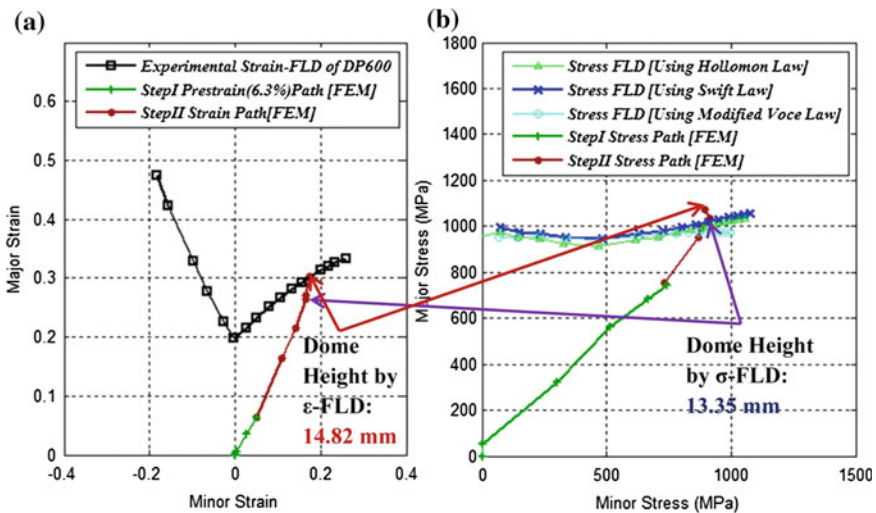 (a)
0.6
0.5
0.4
0.3
0.2
0.1
0
-0.4
-0.2
0
0.2
0.4
Major Strain
Minor Strain
Experimental Strain-FLD of DP600
StepI Prestrain(6.3%)Path [FEM]
StepII Strain Path[FEM]
Dome
Height by
ε-FLD:
14.82 mm
(b)
1800
1600
1400
1200
1000
800
600
400
200
0
0
500
1000
1500
Major Stress (MPa)
Minor Stress (MPa)
Stress FLD [Using Hollomon Law]
Stress FLD [Using Swift Law]
Stress FLD [Using Modified Voce Law]
StepI Stress Path [FEM]
StepII Stress Path [FEM]
Dome Height
by σ-FLD:
13.35 mm